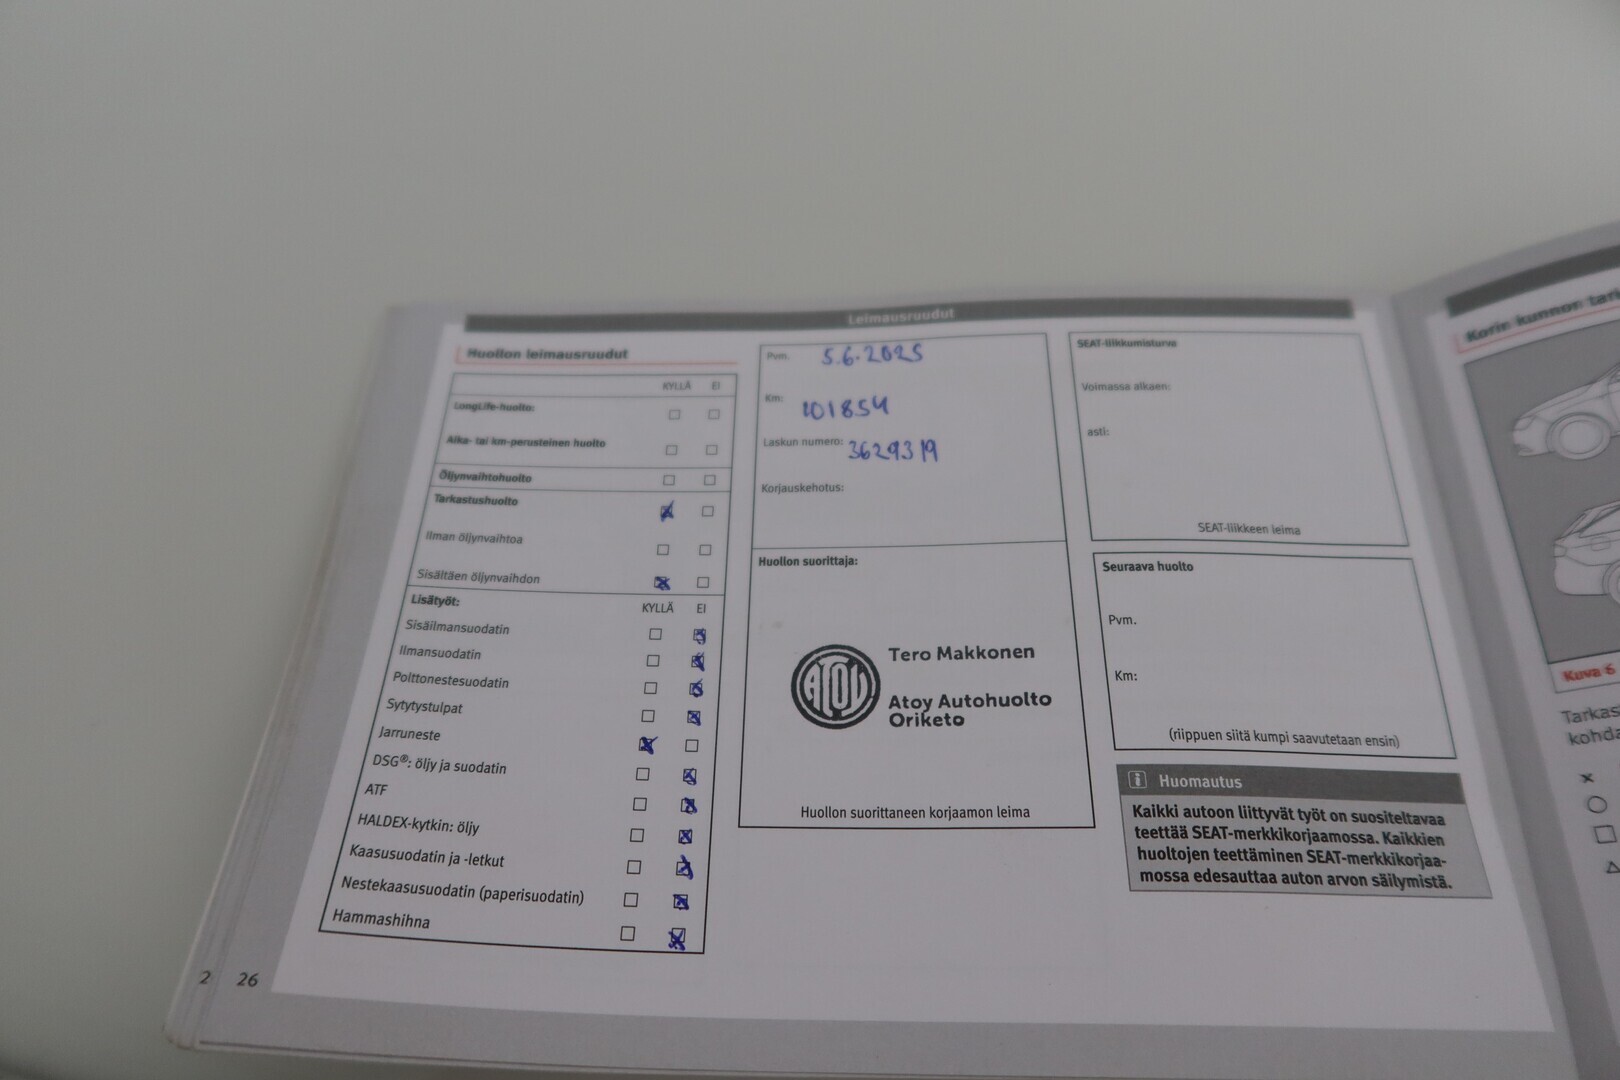 Leimausruudut
Huollon leimausruudut
KYLLÄ EI
LongLife-huolto:
Aika- tai km-perusteinen huolto
Öljynvaihtohuolto
Tarkastushuolto
Ilman öljynvaihtoa
Sisältäen öljynvaihdon
Lisätyöt: KYLLÄ EI
Sisäilmansuodatin
Ilmansuodatin
Polttonestesuodatin
Sytytystulpat
Jarruneste
DSG®: öljy ja suodatin
ATF
HALDEX-kytkin: öljy
Kaasusuodatin ja -letkut
Nestekaasusuodatin (paperisuodatin)
Hammashihna
2 26
Pvm. 5.6.2025
Km: 101854
Laskun numero: 3629319
Korjauskehotus:
Huollon suorittaja:
ATOY
Tero Makkonen
Atoy Autohuolto
Oriketo
Huollon suorittaneen korjaamon leima
SEAT-liikkumisturva
Voimassa alkaen:
asti:
SEAT-liikkeen leima
Seuraava huolto
Pvm.
Km:
(riippuen siitä kumpi saavutetaan ensin)
i Huomautus
Kaikki autoon liittyvät työt on suositeltavaa
teettää SEAT-merkkikorjaamossa. Kaikkien
huoltojen teettäminen SEAT-merkkikorjaa-
mossa edesauttaa auton arvon säilymistä.
Korin kunnon
Kuva 6